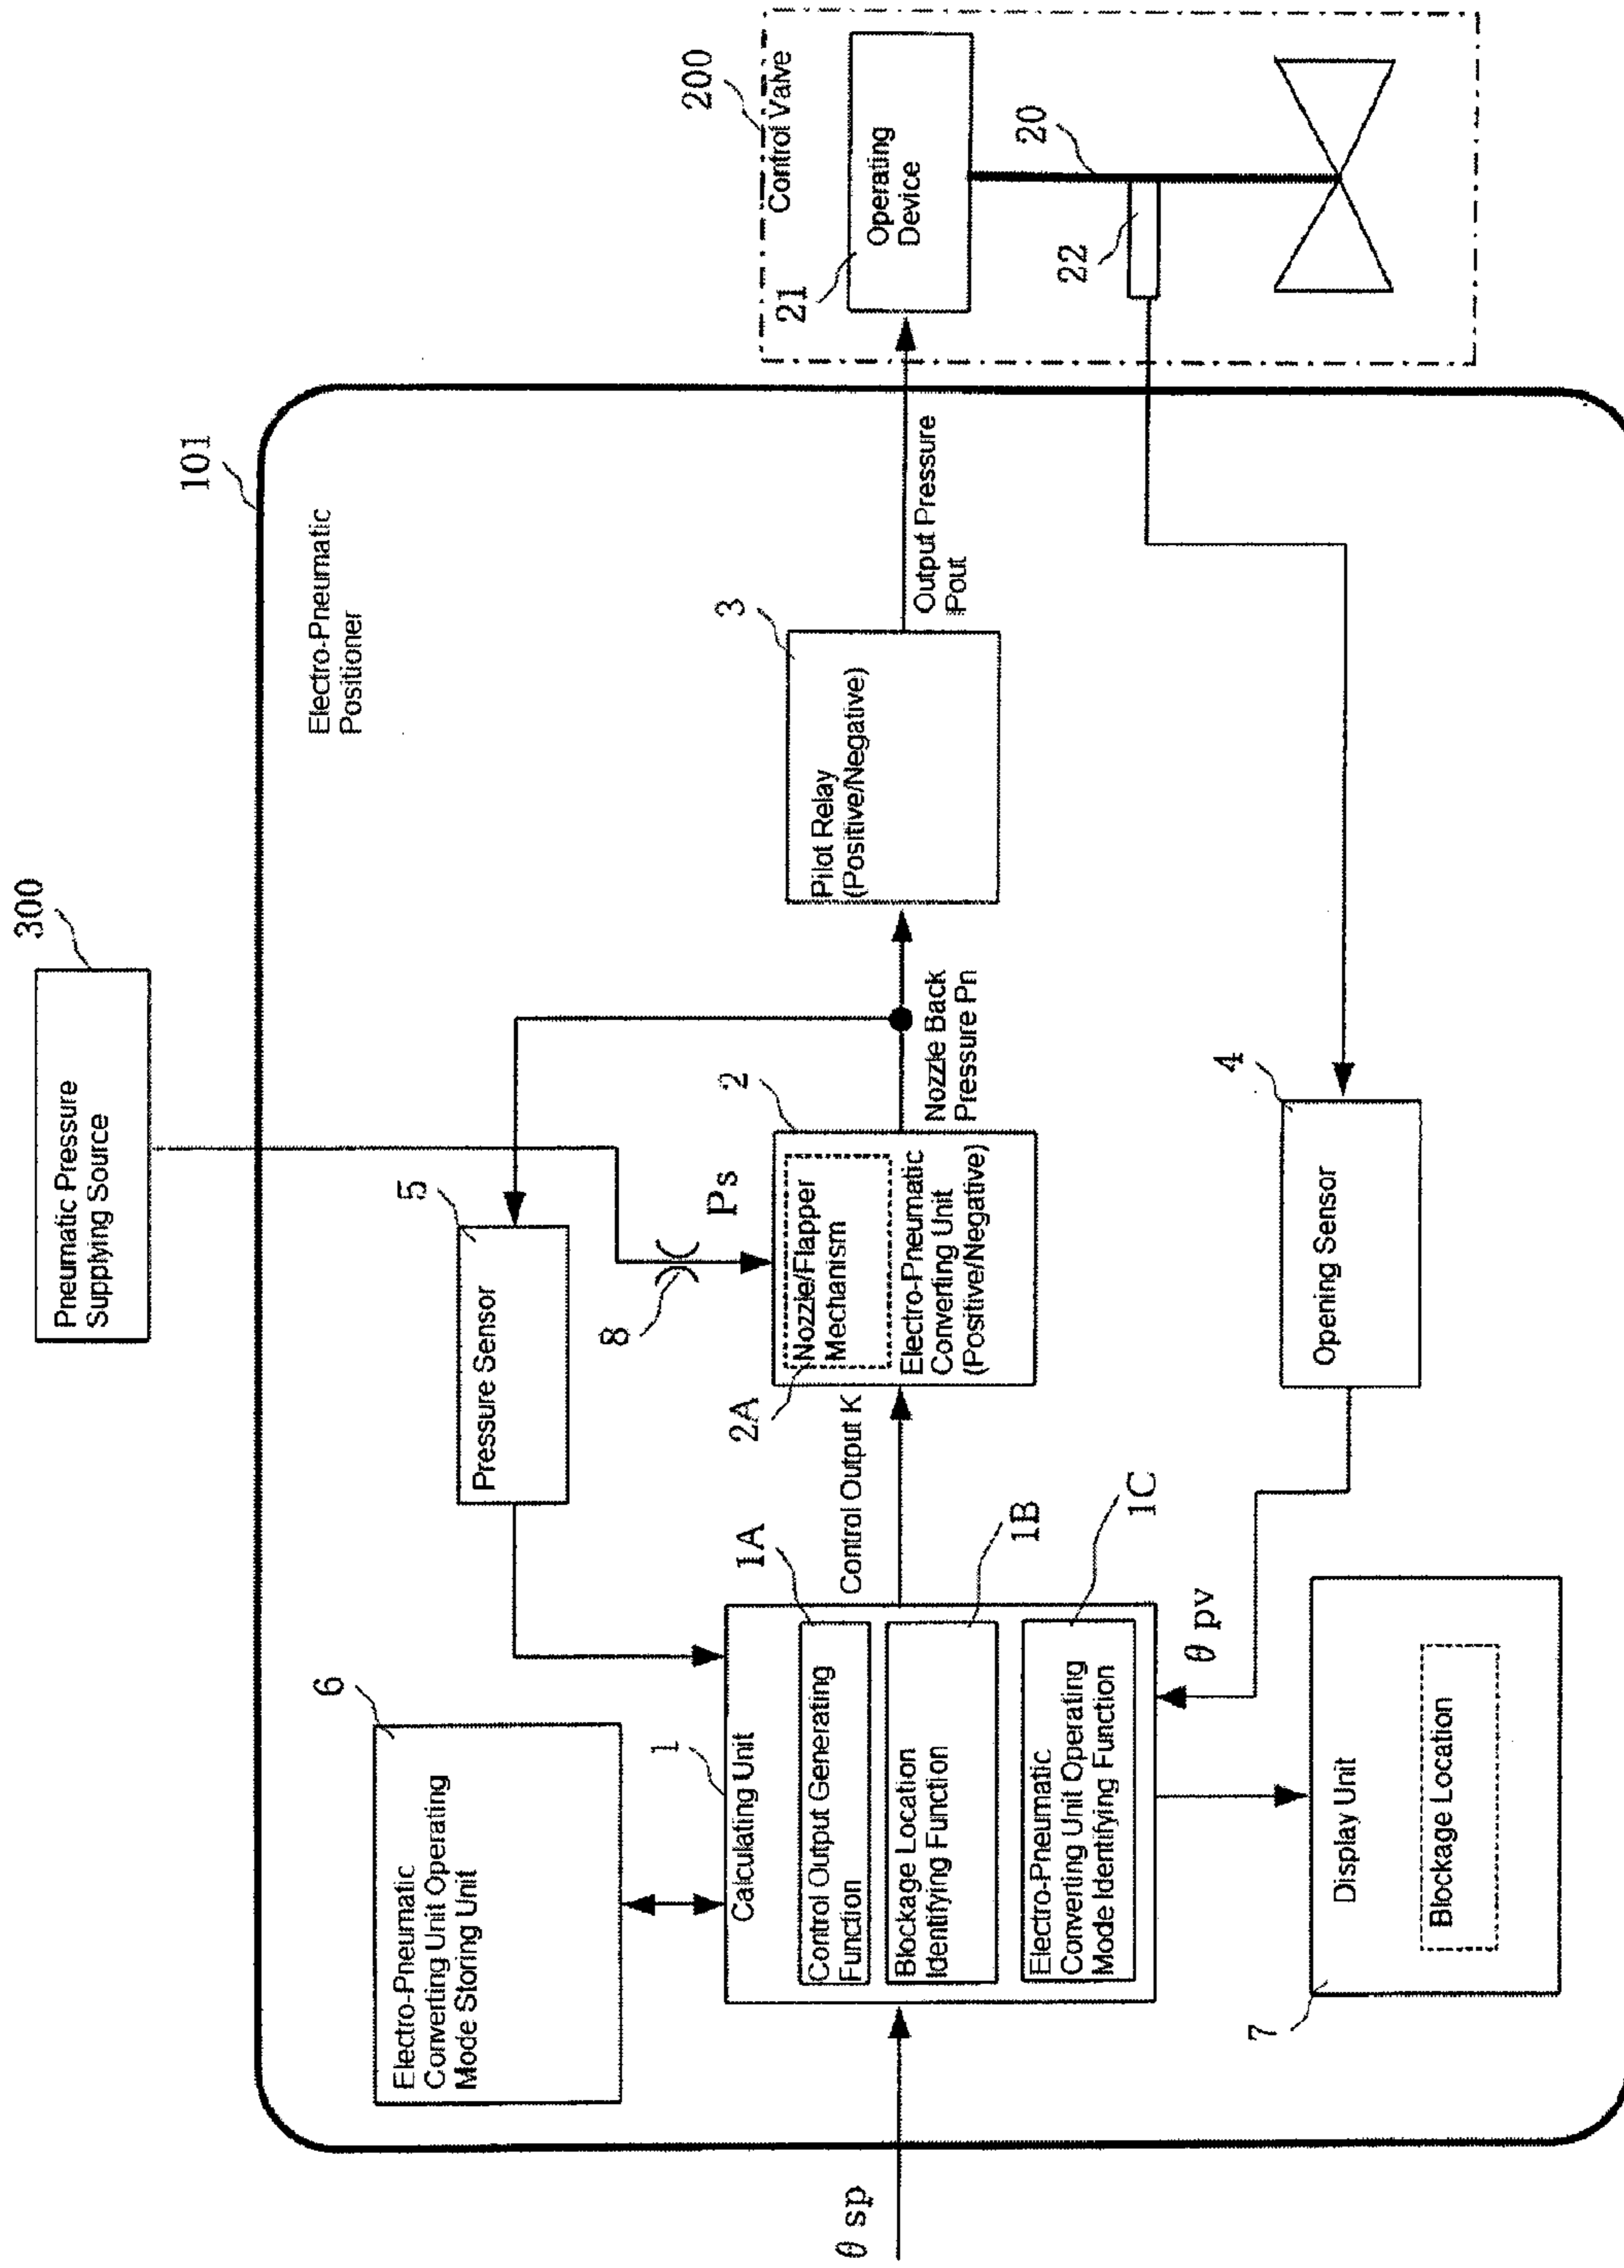 300
Pneumatic Pressure
Supplying Source
101
Electro-Pneumatic
Positioner
6
Electro-Pneumatic
Converting Unit Operating
Mode Storing Unit
5
Pressure Sensor
8
Ps
1
Calculating Unit
1A
Control Output Generating
Function
Blockage Location
Identifying Function
1B
Electro-Pneumatic
Converting Unit Operating
Mode Identifying Function
1C
θ sp
Control Output K
2A
2
Nozzle/Flapper
Mechanism
Electro-Pneumatic
Converting Unit
(Positive/Negative)
Nozzle Back
Pressure Pn
3
Pilot Relay
(Positive/Negative)
Output Pressure
Pout
200
Control Valve
21
Operating
Device
20
22
θ pv
4
Opening Sensor
7
Display Unit
Blockage Location